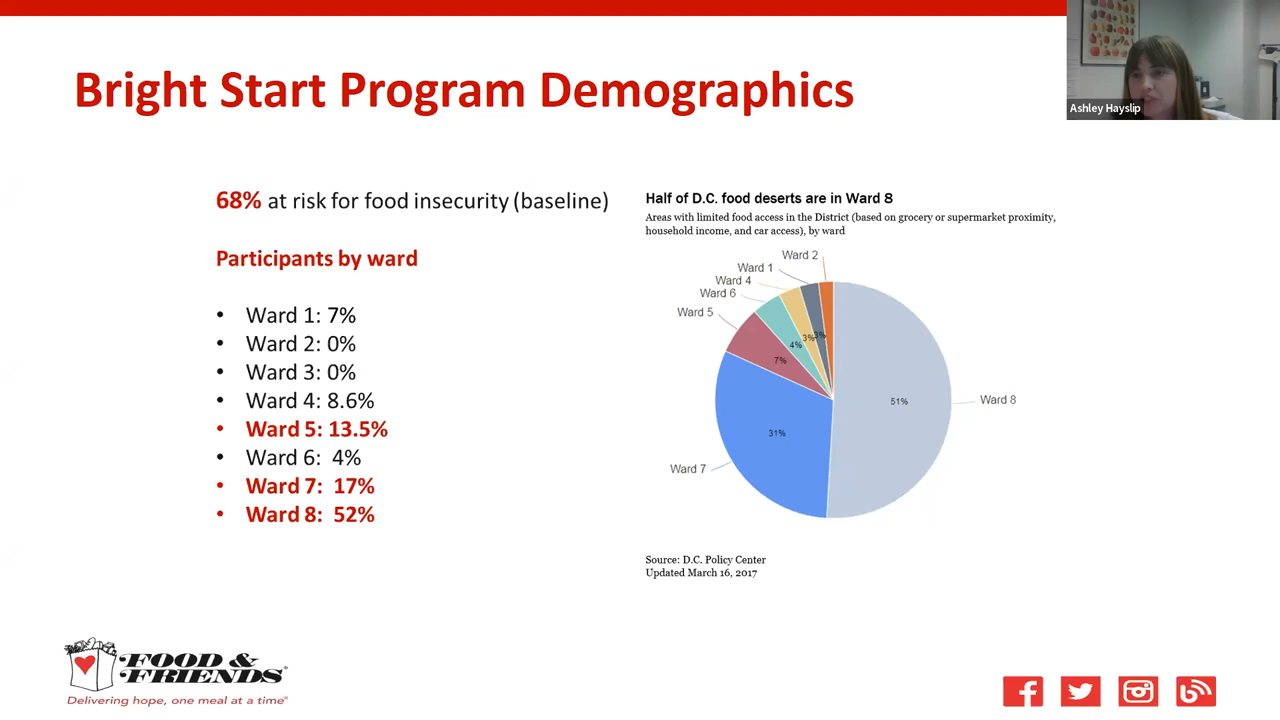 Ashley Hayslip
Bright Start Program Demographics
68% at risk for food insecurity (baseline)
Participants by ward
• Ward 1: 7%
• Ward 2: 0%
• Ward 3: 0%
• Ward 4: 8.6%
• Ward 5: 13.5%
• Ward 6: 4%
• Ward 7: 17%
• Ward 8: 52%
Half of D.C. food deserts are in Ward 8
Areas with limited food access in the District (based on grocery or supermarket proximity,
household income, and car access), by ward
Ward 2
Ward 1
Ward 4
Ward 6
Ward 5
3%
3%
4%
7%
51%
Ward 8
31%
Ward 7
Source: D.C. Policy Center
Updated March 16, 2017
FOOD &
FRIENDS®
Delivering hope, one meal at a time®